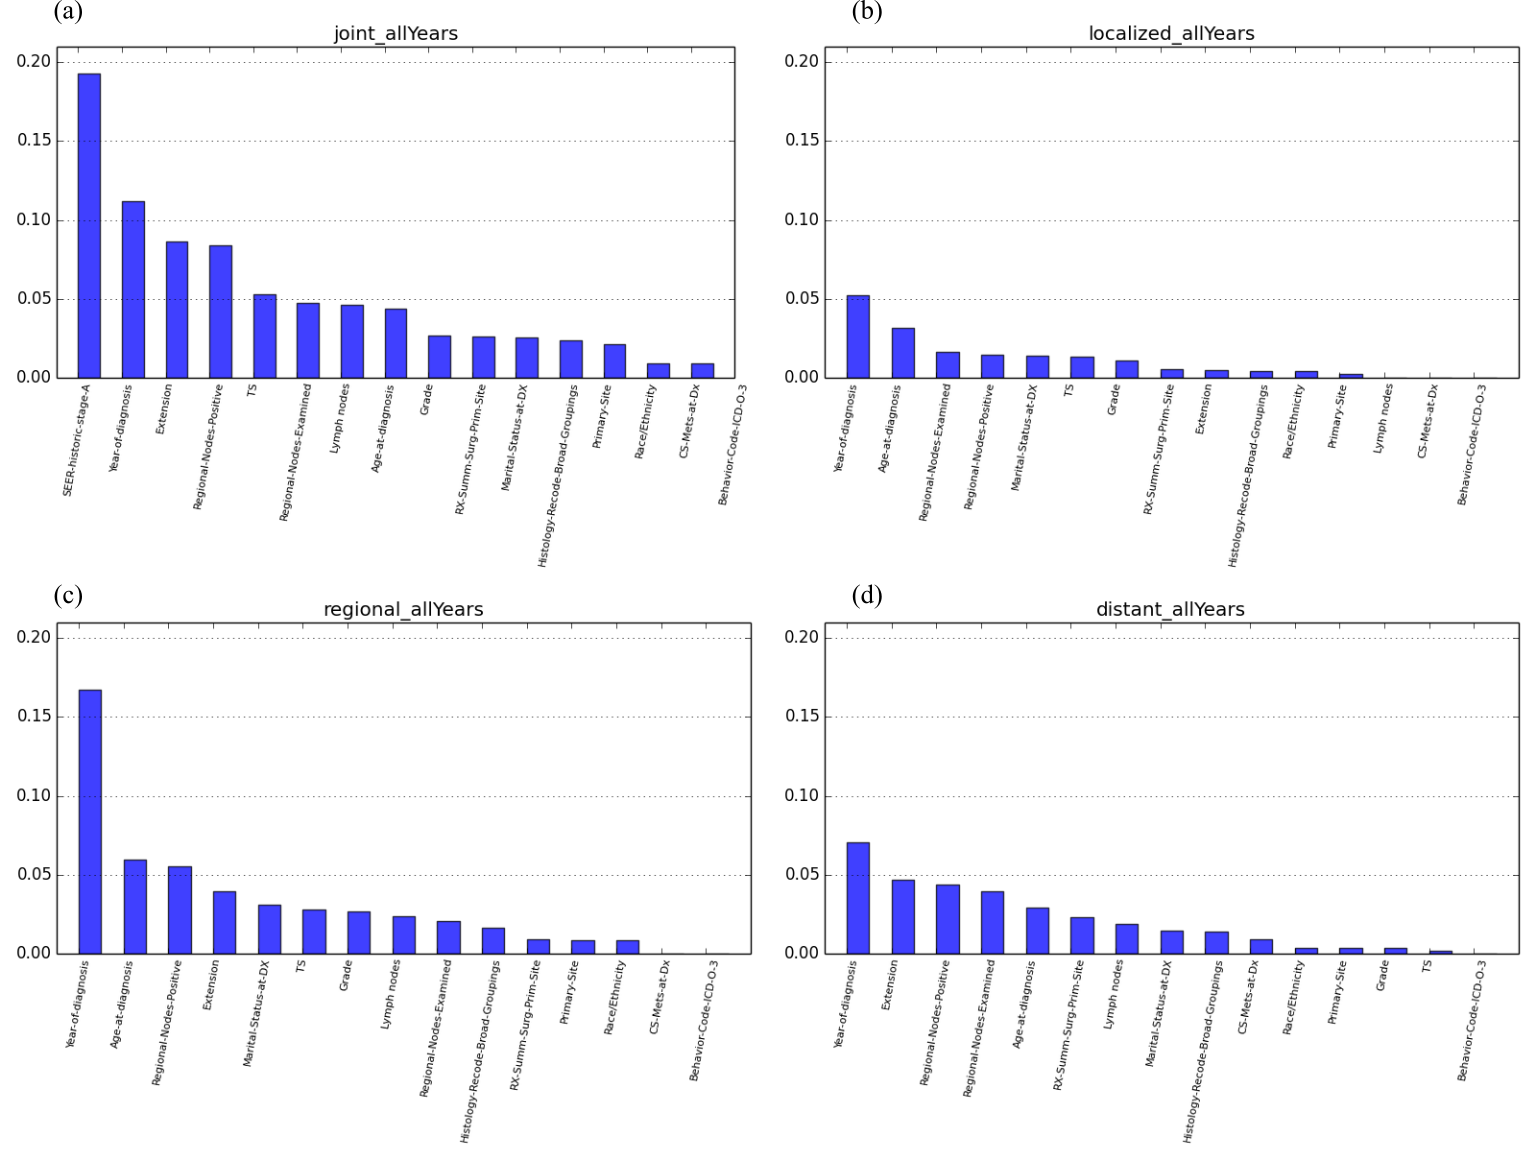 (a)
joint_allYears
0.20
0.15
0.10
0.05
0.00
SEER-historic-stage-A
Year-of-diagnosis
Extension
Regional-Nodes-Positive
TS
Regional-Nodes-Examined
Lymph nodes
Age-at-diagnosis
Grade
RX-Summ-Surg-Prim-Site
Marital-Status-at-DX
Histology-Recode-Broad-Groupings
Primary-Site
Race/Ethnicity
CS-Mets-at-Dx
Behavior-Code-ICD-O-3
(b)
localized_allYears
0.20
0.15
0.10
0.05
0.00
Year-of-diagnosis
Age-at-diagnosis
Regional-Nodes-Examined
Regional-Nodes-Positive
Marital-Status-at-DX
TS
Grade
RX-Summ-Surg-Prim-Site
Extension
Histology-Recode-Broad-Groupings
Race/Ethnicity
Primary-Site
Lymph nodes
CS-Mets-at-Dx
Behavior-Code-ICD-O-3
(c)
regional_allYears
0.20
0.15
0.10
0.05
0.00
Year-of-diagnosis
Age-at-diagnosis
Regional-Nodes-Positive
Extension
Marital-Status-at-DX
TS
Grade
Lymph nodes
Regional-Nodes-Examined
Histology-Recode-Broad-Groupings
RX-Summ-Surg-Prim-Site
Primary-Site
Race/Ethnicity
CS-Mets-at-Dx
Behavior-Code-ICD-O-3
(d)
distant_allYears
0.20
0.15
0.10
0.05
0.00
Year-of-diagnosis
Extension
Regional-Nodes-Positive
Regional-Nodes-Examined
Age-at-diagnosis
RX-Summ-Surg-Prim-Site
Lymph nodes
Marital-Status-at-DX
Histology-Recode-Broad-Groupings
CS-Mets-at-Dx
Race/Ethnicity
Primary-Site
Grade
TS
Behavior-Code-ICD-O-3